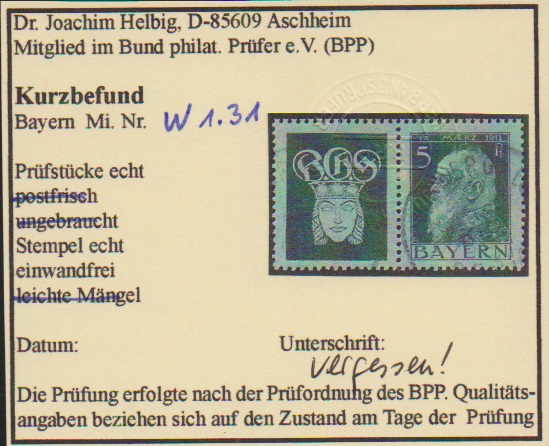 Dr. Joachim Helbig, D-85609 Aschheim
Mitglied im Bund philat. Prüfer e.V. (BPP)
Kurzbefund
Bayern Mi. Nr. W 1.31
Prüfstücke echt
postfrisch
ungebraucht
Stempel echt
einwandfrei
leichte Mängel
5
BAYERN
Datum:
Unterschrift:
vergessen!
Die Prüfung erfolgte nach der Prüfordnung des BPP. Qualitäts-
angaben beziehen sich auf den Zustand am Tage der Prüfung